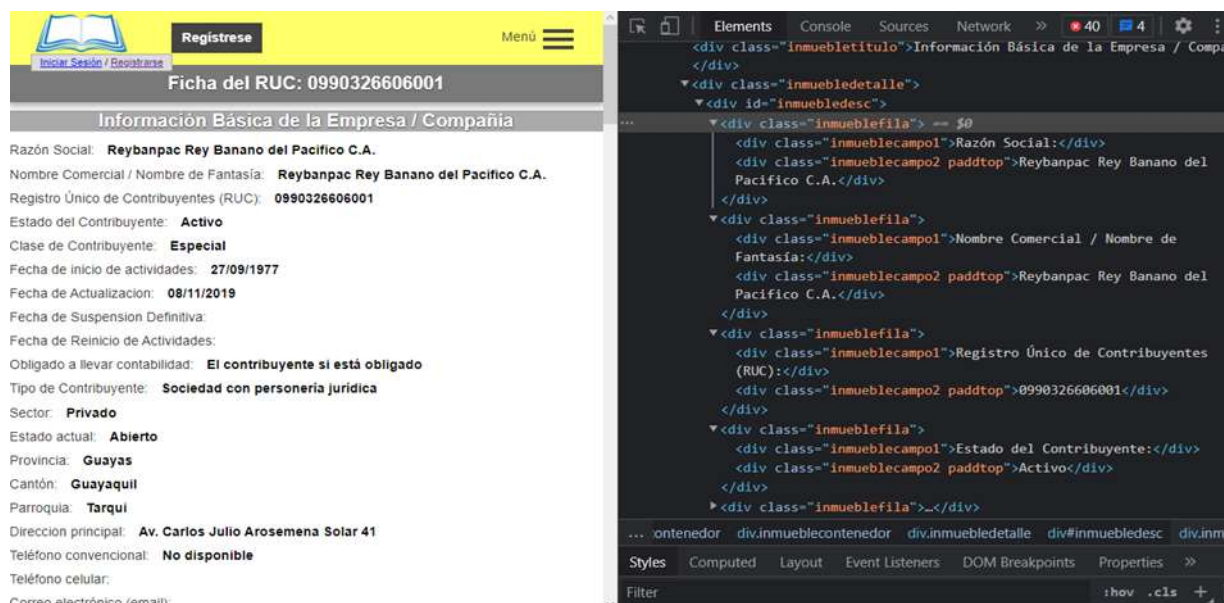 Regístrese
Menú
Iniciar Sesión / Registrarse
Ficha del RUC: 0990326606001
Información Básica de la Empresa / Compañia
Razón Social: Reybanpac Rey Banano del Pacifico C.A.
Nombre Comercial / Nombre de Fantasía: Reybanpac Rey Banano del Pacifico C.A.
Registro Único de Contribuyentes (RUC): 0990326606001
Estado del Contribuyente: Activo
Clase de Contribuyente: Especial
Fecha de inicio de actividades: 27/09/1977
Fecha de Actualizacion: 08/11/2019
Fecha de Suspension Definitiva:
Fecha de Reinicio de Actividades:
Obligado a llevar contabilidad: El contribuyente si está obligado
Tipo de Contribuyente: Sociedad con personería jurídica
Sector: Privado
Estado actual: Abierto
Provincia: Guayas
Cantón: Guayaquil
Parroquia: Tarqui
Direccion principal: Av. Carlos Julio Arosemena Solar 41
Teléfono convencional: No disponible
Teléfono celular:
Correo electrónico (email):
Elements Console Sources Network » 40 4
<div class="inmuebletitulo">Información Básica de la Empresa / Compa
</div>
▼<div class="inmuebledetalle">
▼<div id="inmuebledesc">
... ▼<div class="inmueblefila"> == $0
<div class="inmueblecampo1">Razón Social:</div>
<div class="inmueblecampo2 paddtop">Reybanpac Rey Banano del
Pacifico C.A.</div>
</div>
▼<div class="inmueblefila">
<div class="inmueblecampo1">Nombre Comercial / Nombre de
Fantasía:</div>
<div class="inmueblecampo2 paddtop">Reybanpac Rey Banano del
Pacifico C.A.</div>
</div>
▼<div class="inmueblefila">
<div class="inmueblecampo1">Registro Único de Contribuyentes
(RUC):</div>
<div class="inmueblecampo2 paddtop">0990326606001</div>
</div>
▼<div class="inmueblefila">
<div class="inmueblecampo1">Estado del Contribuyente:</div>
<div class="inmueblecampo2 paddtop">Activo</div>
</div>
▶<div class="inmueblefila">…</div>
... ontenedor div.inmueblecontenedor div.inmuebledetalle div#inmuebledesc div.inm
Styles Computed Layout Event Listeners DOM Breakpoints Properties »
Filter :hov .cls +